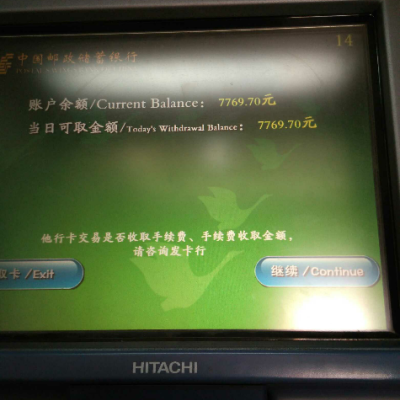 14
中国邮政储蓄银行
账户余额/Current Balance: 7769.70元
当日可取金额/Today's Withdrawal Balance: 7769.70元
他行卡交易是否收取手续费、手续费收取金额,
请咨询发卡行
取卡 /Exit
继续 /Continue
HITACHI